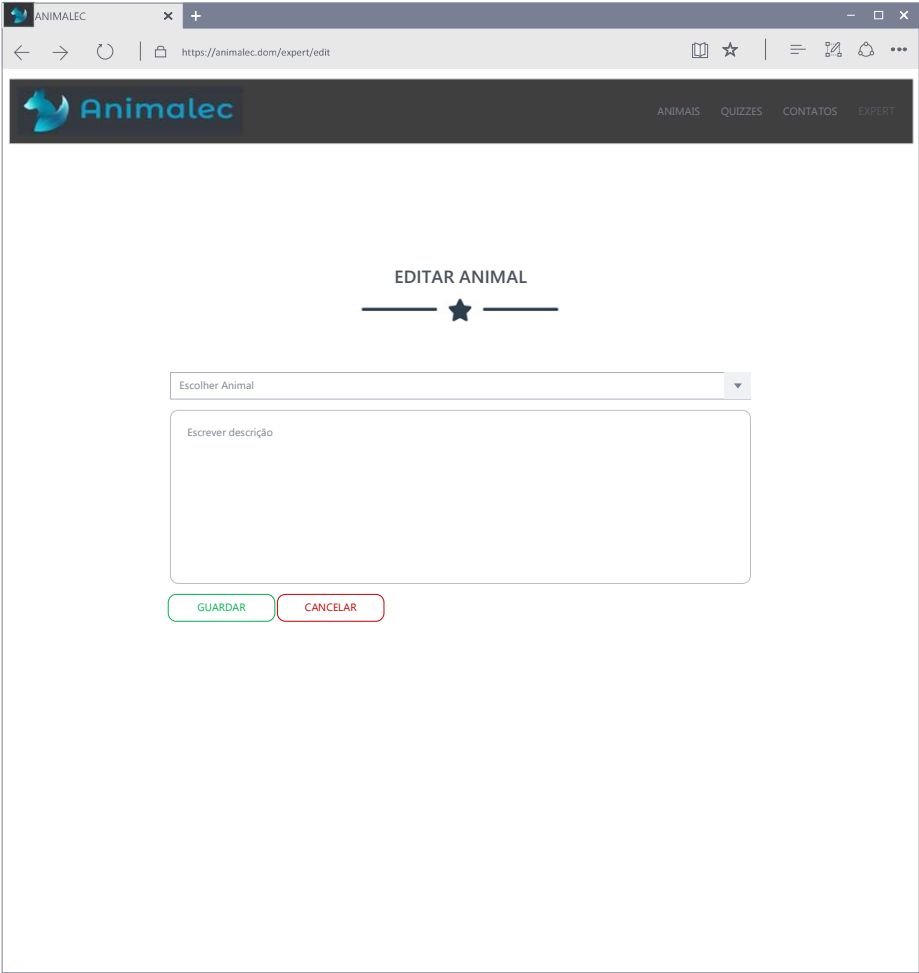 ANIMALEC
https://animalec.dom/expert/edit
Animalec
ANIMAIS QUIZZES CONTATOS EXPERT
EDITAR ANIMAL
Escolher Animal
Escrever descrição
GUARDAR CANCELAR